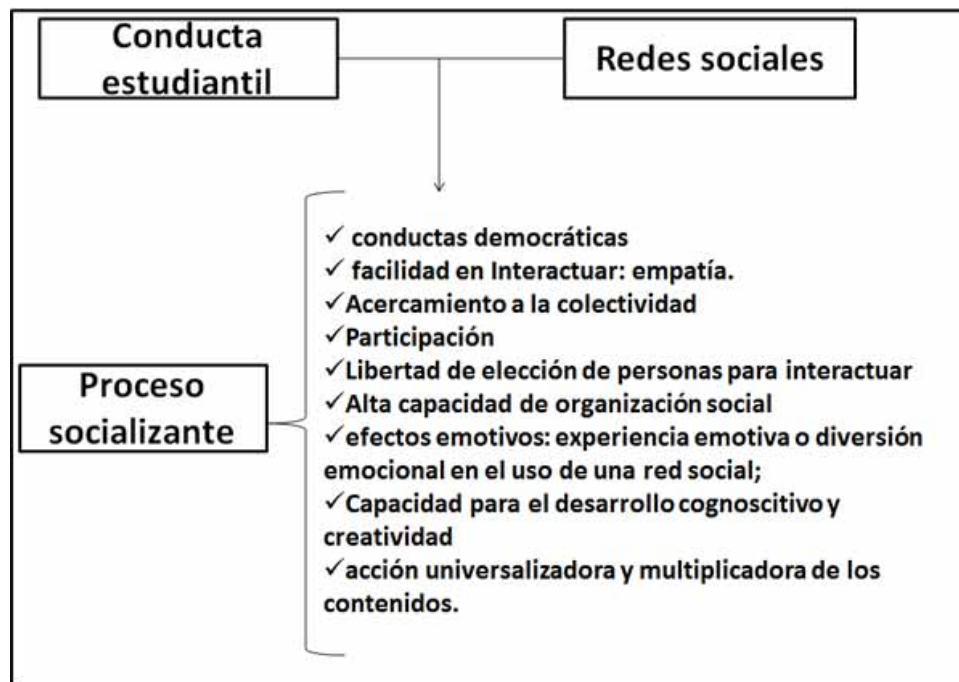 Conducta
estudiantil
Redes sociales
✓ conductas democráticas
✓ facilidad en Interactuar: empatía.
✓Acercamiento a la colectividad
✓Participación
✓Libertad de elección de personas para interactuar
✓Alta capacidad de organización social
✓efectos emotivos: experiencia emotiva o diversión
emocional en el uso de una red social;
✓Capacidad para el desarrollo cognoscitivo y
creatividad
✓acción universalizadora y multiplicadora de los
contenidos.
Proceso
socializante